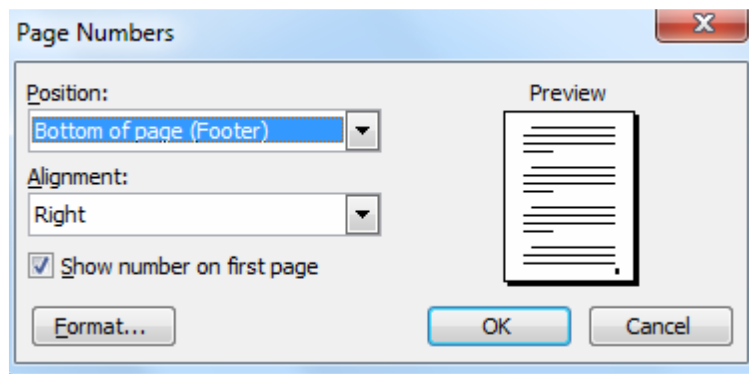 Page Numbers
X
Position:
Preview
Bottom of page (Footer)
Alignment:
Right
Show number on first page
Format...
OK
Cancel